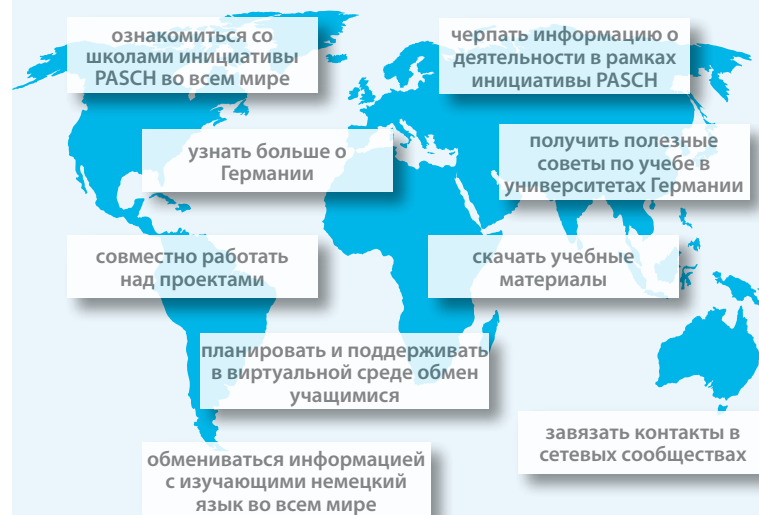 ознакомиться со
школами инициативы
PASCH во всем мире
черпать информацию о
деятельности в рамках
инициативы PASCH
узнать больше о
Германии
получить полезные
советы по учебе в
университетах Германии
совместно работать
над проектами
скачать учебные
материалы
планировать и поддерживать
в виртуальной среде обмен
учащимися
завязать контакты в
сетевых сообществах
обмениваться информацией
с изучающими немецкий
язык во всем мире